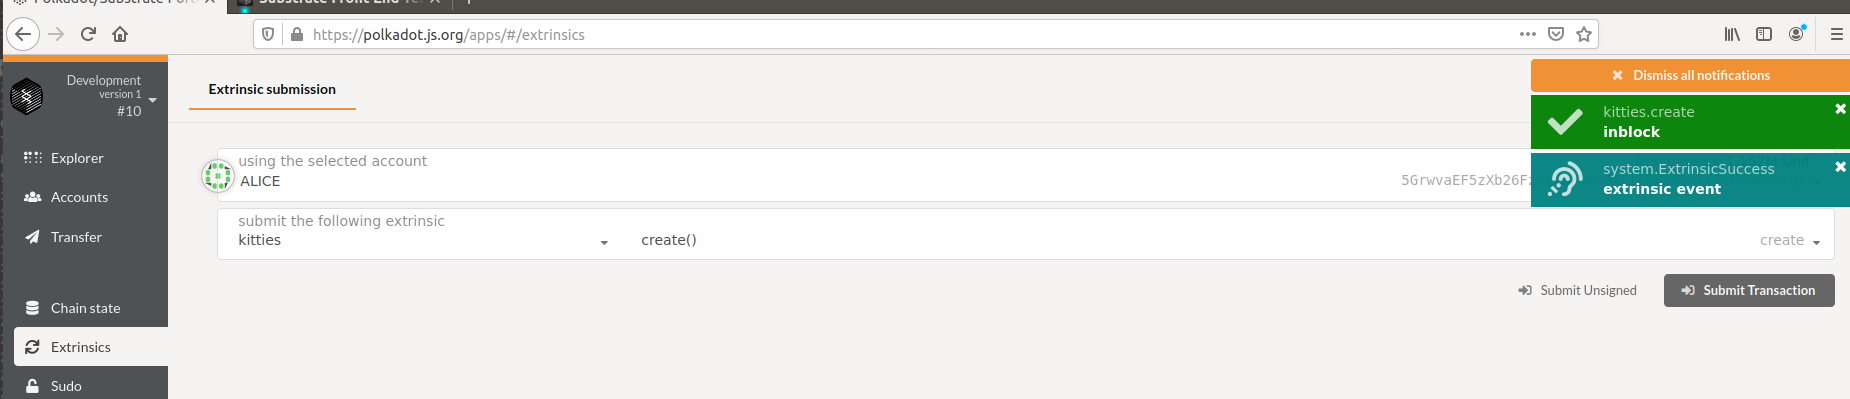 https://polkadot.js.org/apps/#/extrinsics
Development
version 1
#10
Explorer
Accounts
Transfer
Chain state
Extrinsics
Sudo
Extrinsic submission
using the selected account
ALICE
5GrwvaEF5zXb26F
submit the following extrinsic
kitties
create()
create
Submit Unsigned
Submit Transaction
Dismiss all notifications
kitties.create
inblock
system.ExtrinsicSuccess
extrinsic event